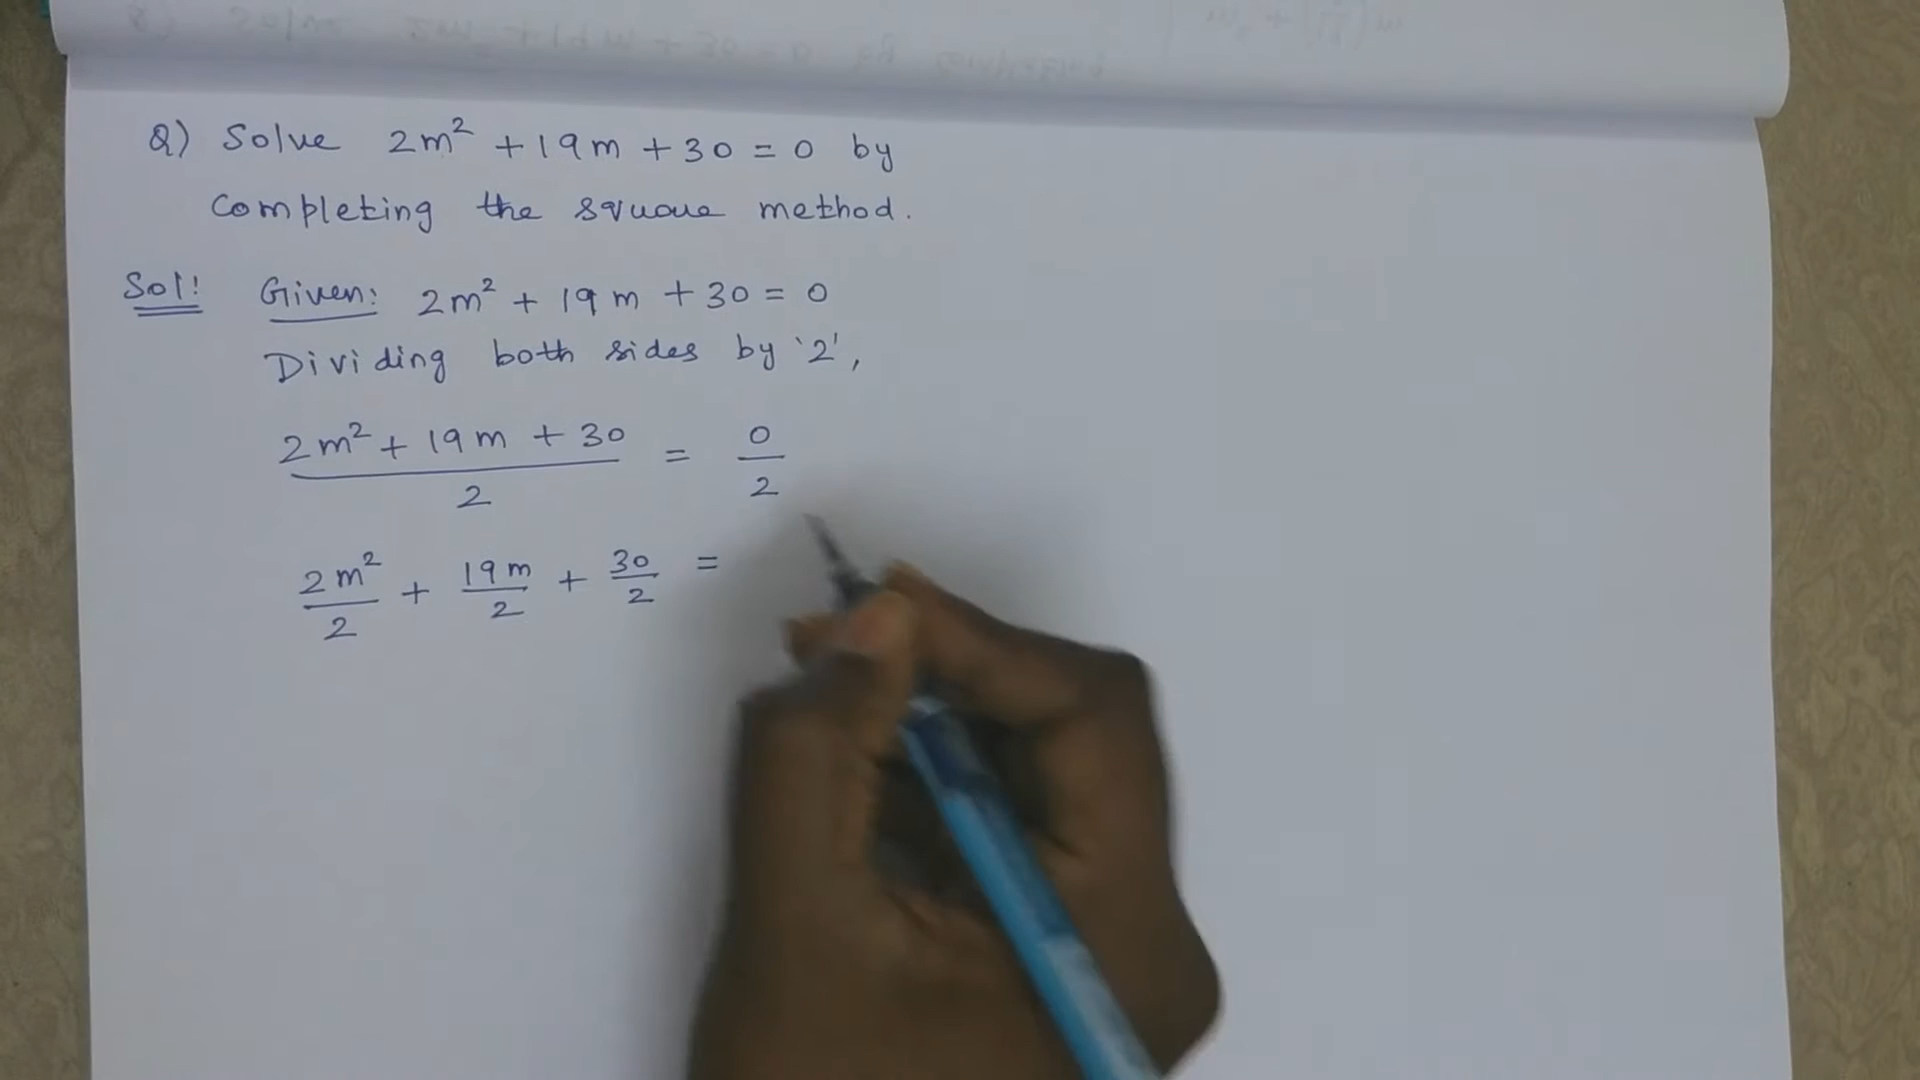 Q) Solve 2m² + 19m + 30 = 0 by
completing the square method.
Sol: Given: 2m² + 19m + 30 = 0
Dividing both sides by '2',
(2m² + 19m + 30)/2 = 0/2
2m²/2 + 19m/2 + 30/2 =